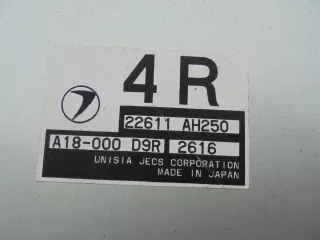 4R
22611 AH250
A18-000 D9R 2616
UNISIA JECS CORPORATION
MADE IN JAPAN